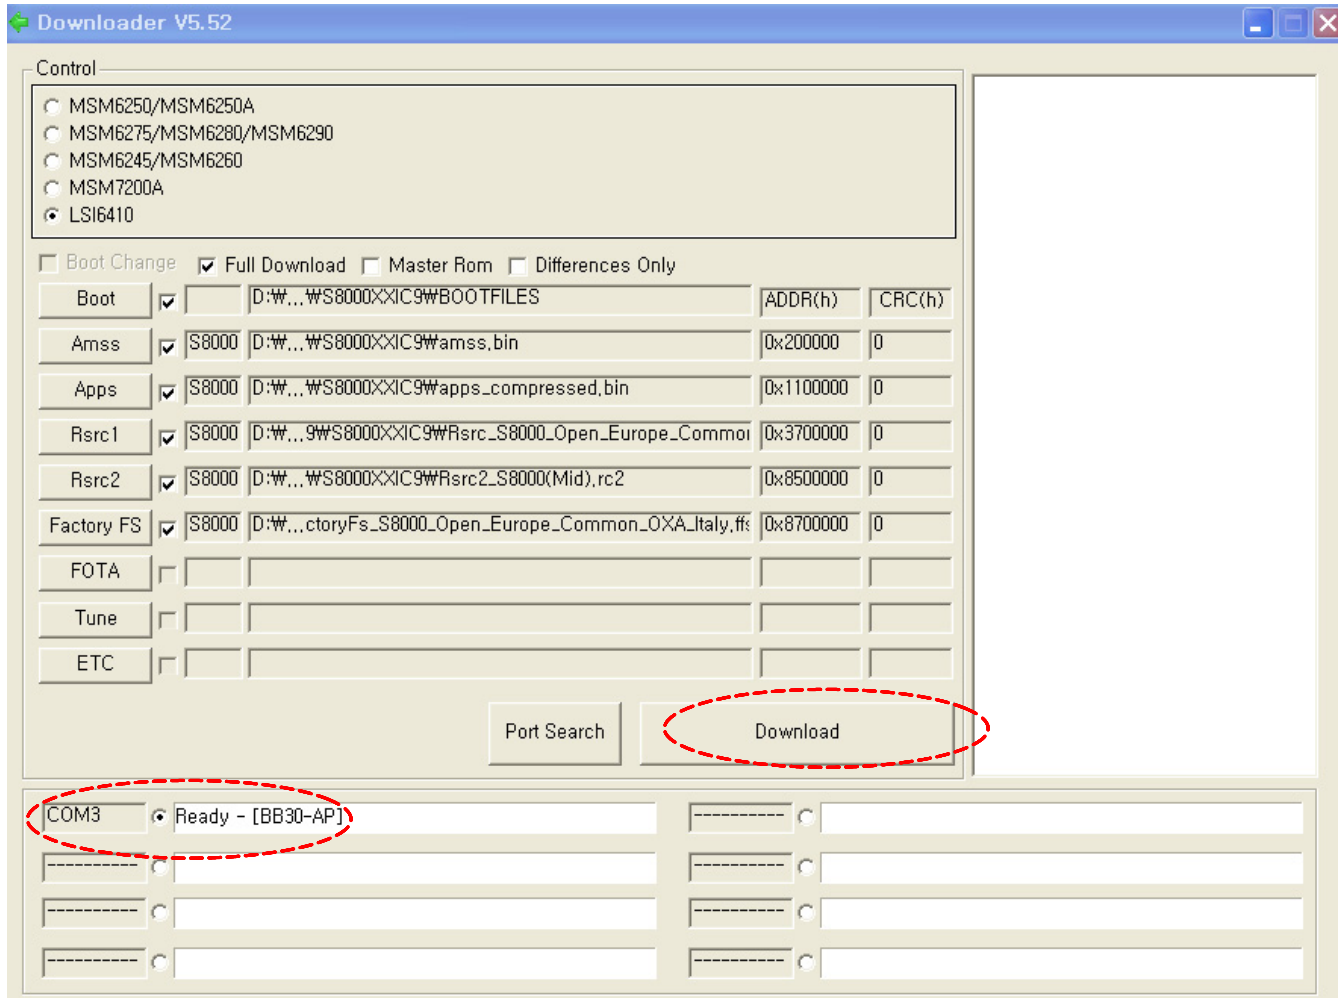 Downloader V5.52
Control
MSM6250/MSM6250A
MSM6275/MSM6280/MSM6290
MSM6245/MSM6260
MSM7200A
LSI6410
Boot Change Full Download Master Rom Differences Only
Boot D:₩...₩S8000XXIC9₩BOOTFILES ADDR(h) CRC(h)
Amss S8000 D:₩...₩S8000XXIC9₩amss.bin 0x200000 0
Apps S8000 D:₩...₩S8000XXIC9₩apps_compressed.bin 0x1100000 0
Rsrc1 S8000 D:₩...9₩S8000XXIC9₩Rsrc_S8000_Open_Europe_Commo 0x3700000 0
Rsrc2 S8000 D:₩...₩S8000XXIC9₩Rsrc2_S8000(Mid).rc2 0x8500000 0
Factory FS S8000 D:₩...ctoryFs_S8000_Open_Europe_Common_OXA_Italy.ffs 0x8700000 0
FOTA
Tune
ETC
Port Search Download
COM3 Ready - [BB30-AP] ----------
---------- ----------
---------- ----------
---------- ----------